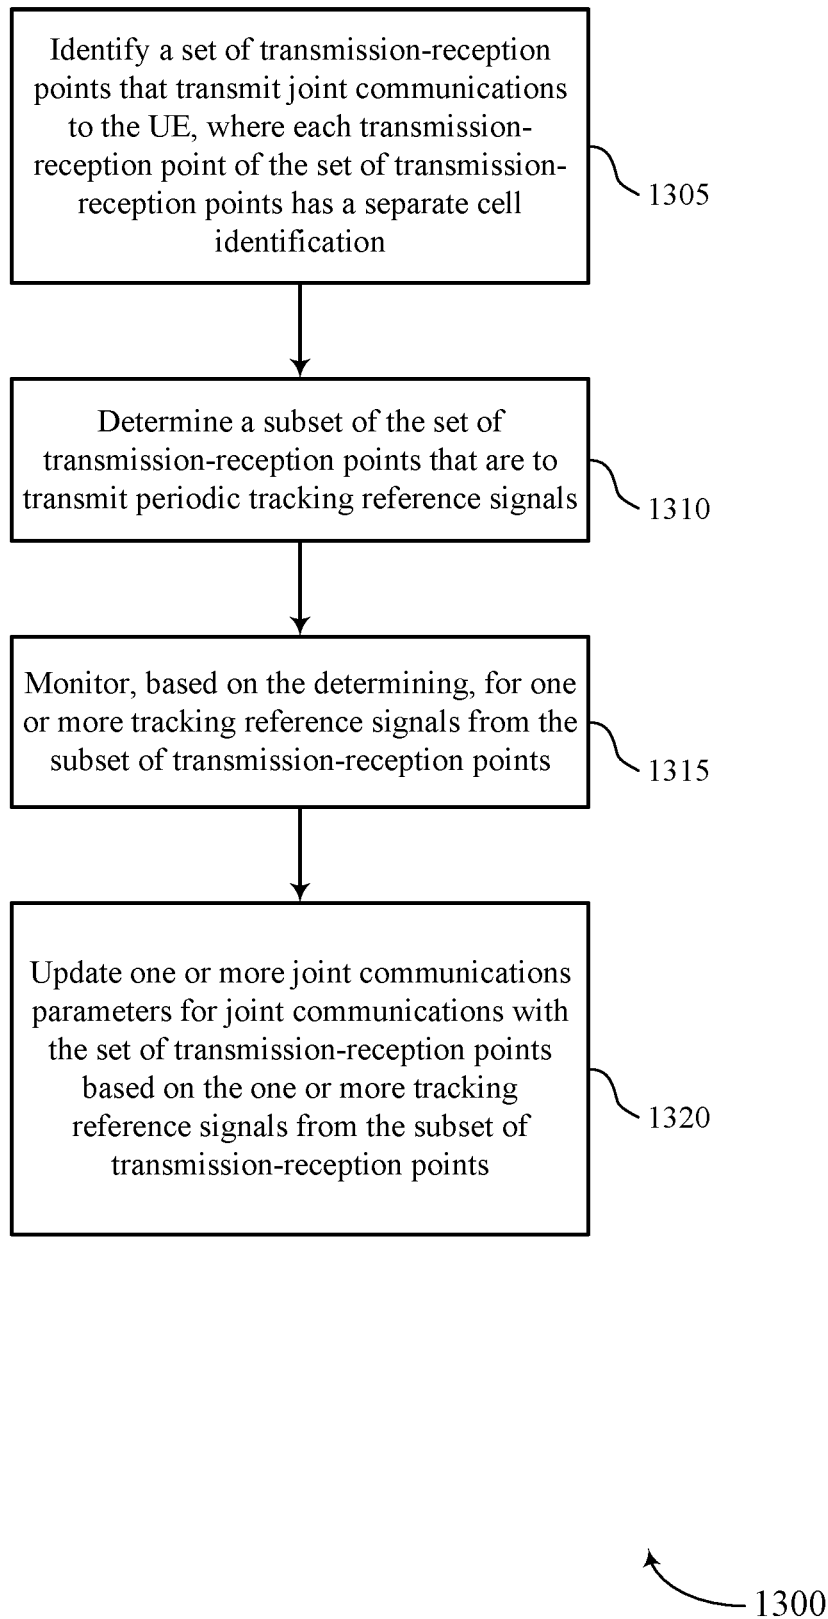 Identify a set of transmission-reception
points that transmit joint communications
to the UE, where each transmission-
reception point of the set of transmission-
reception points has a separate cell
identification
1305
Determine a subset of the set of
transmission-reception points that are to
transmit periodic tracking reference signals
1310
Monitor, based on the determining, for one
or more tracking reference signals from the
subset of transmission-reception points
1315
Update one or more joint communications
parameters for joint communications with
the set of transmission-reception points
based on the one or more tracking
reference signals from the subset of
transmission-reception points
1320
1300